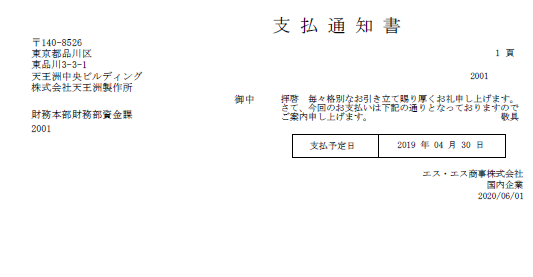 支払通知書
1 頁
〒140-8526
東京都品川区
東品川3-3-1
天王洲中央ビルディング
株式会社天王洲製作所
2001
御中
拝啓　毎々格別なお引き立て賜り厚くお礼申し上げます。
さて、今回のお支払いは下記の通りとなっておりますので
ご案内申し上げます。　敬具
財務本部財務部資金課
2001
支払予定日　2019 年 04 月 30 日
エス・エス商事株式会社
国内企業
2020/06/01